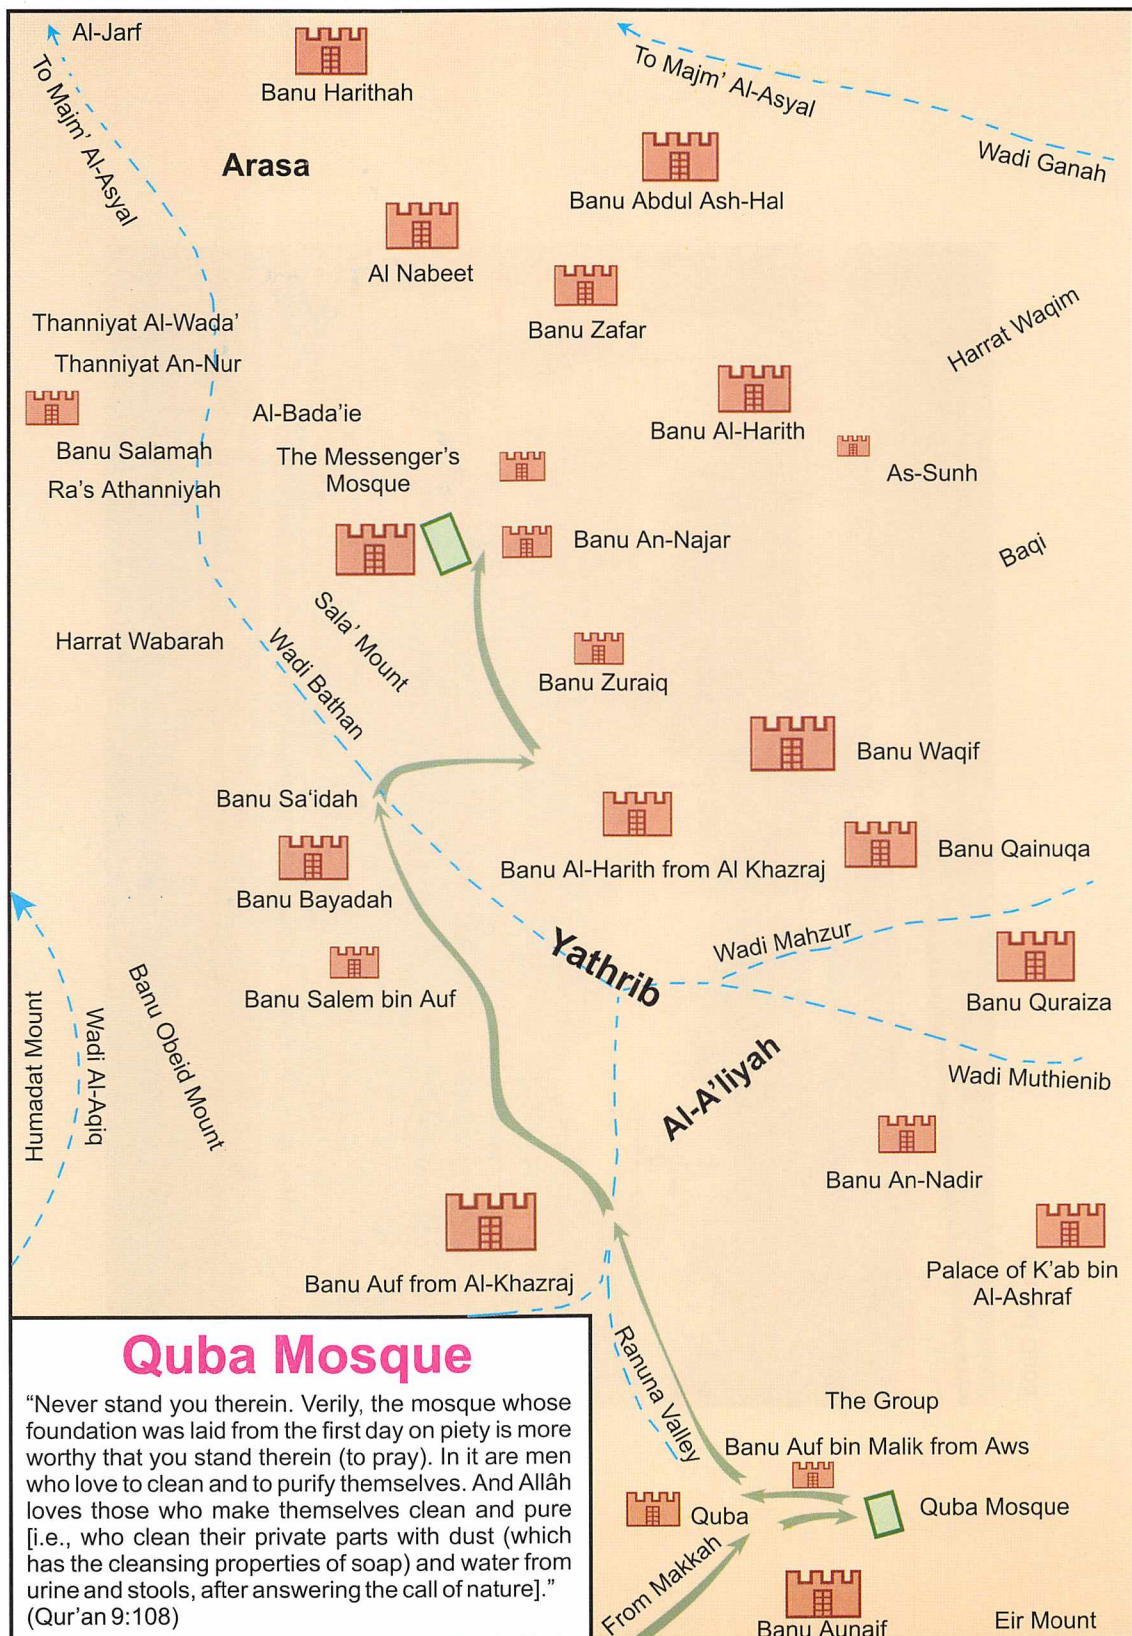 Al-Jarf
To Majm’ Al-Asyal
Banu Harithah
To Majm’ Al-Asyal
Wadi Ganah
Arasa
Banu Abdul Ash-Hal
Al Nabeet
Banu Zafar
Harrat Waqim
Thanniyat Al-Wada’
Thanniyat An-Nur
Al-Bada’ie
Banu Al-Harith
Banu Salamah
The Messenger’s
Mosque
As-Sunh
Ra’s Athanniyah
Banu An-Najar
Baqi
Sala’ Mount
Harrat Wabarah
Wadi Bathan
Banu Zuraiq
Banu Waqif
Banu Sa‘idah
Banu Al-Harith from Al Khazraj
Banu Qainuqa
Banu Bayadah
Wadi Mahzur
Yathrib
Banu Salem bin Auf
Banu Quraiza
Humadat Mount
Wadi Al-Aqiq
Banu Obeid Mount
Al-A’liyah
Wadi Muthienib
Banu An-Nadir
Banu Auf from Al-Khazraj
Palace of K’ab bin
Al-Ashraf
Ranuna Valley
The Group
Banu Auf bin Malik from Aws
Quba
Quba Mosque
From Makkah
Banu Aunaif
Eir Mount
Quba Mosque
“Never stand you therein. Verily, the mosque whose
foundation was laid from the first day on piety is more
worthy that you stand therein (to pray). In it are men
who love to clean and to purify themselves. And Allâh
loves those who make themselves clean and pure
[i.e., who clean their private parts with dust (which
has the cleansing properties of soap) and water from
urine and stools, after answering the call of nature].”
(Qur’an 9:108)